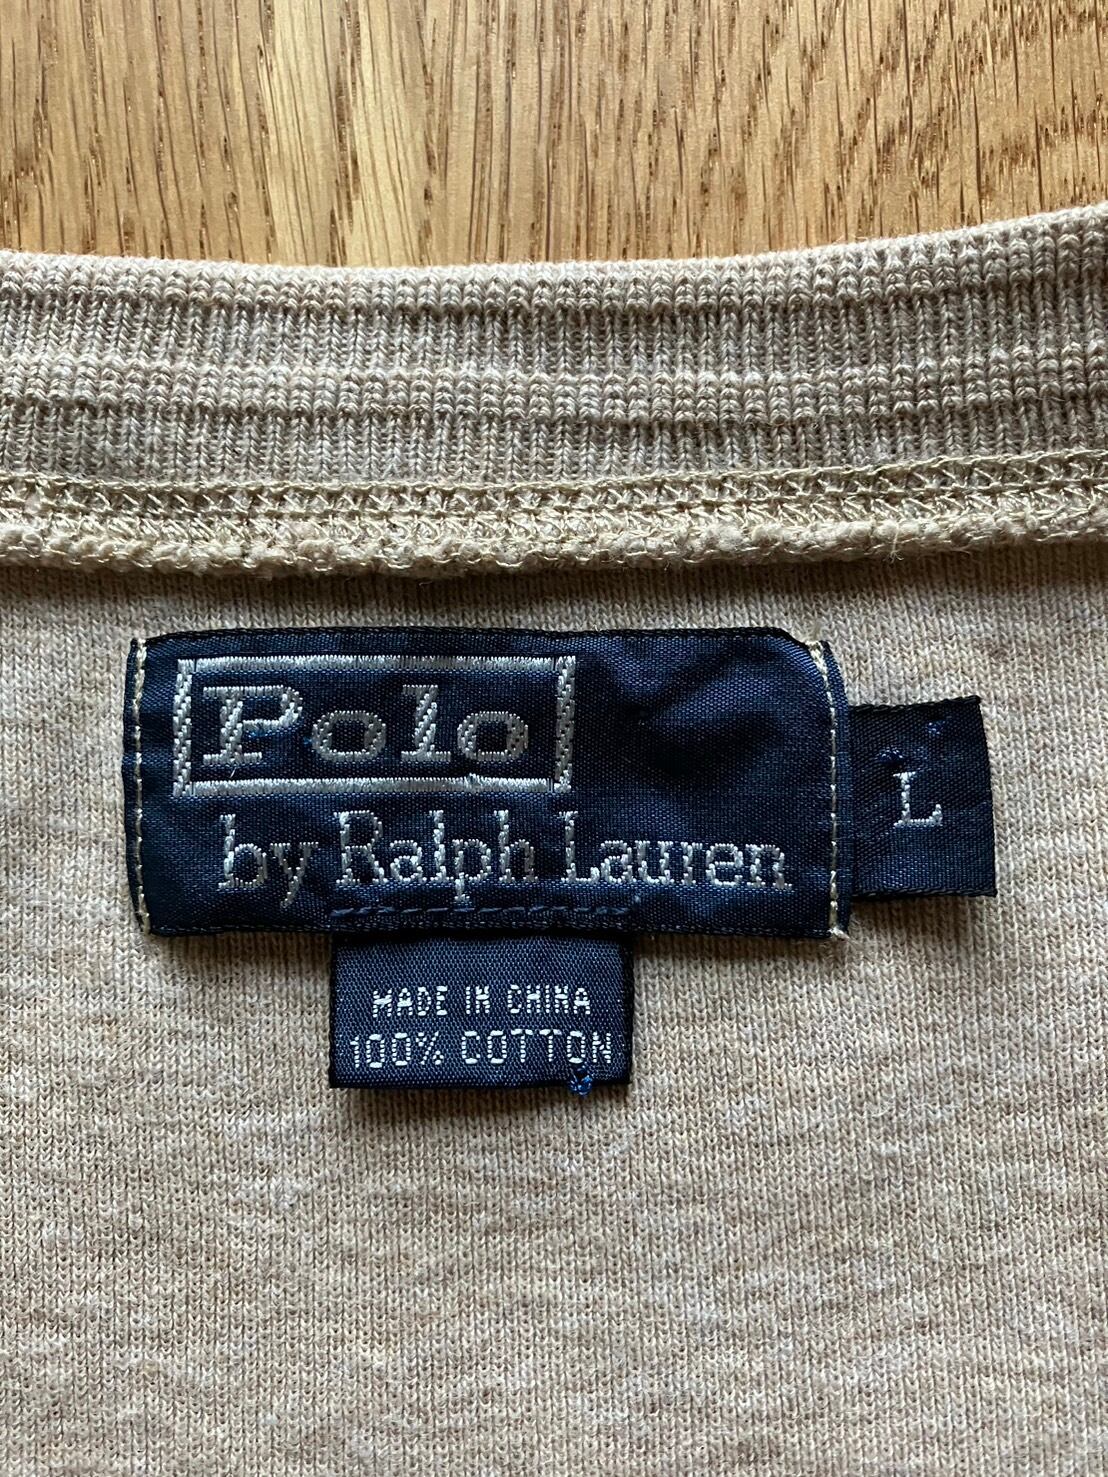 Polo
by Ralph Lauren
L
MADE IN CHINA
100% COTTON